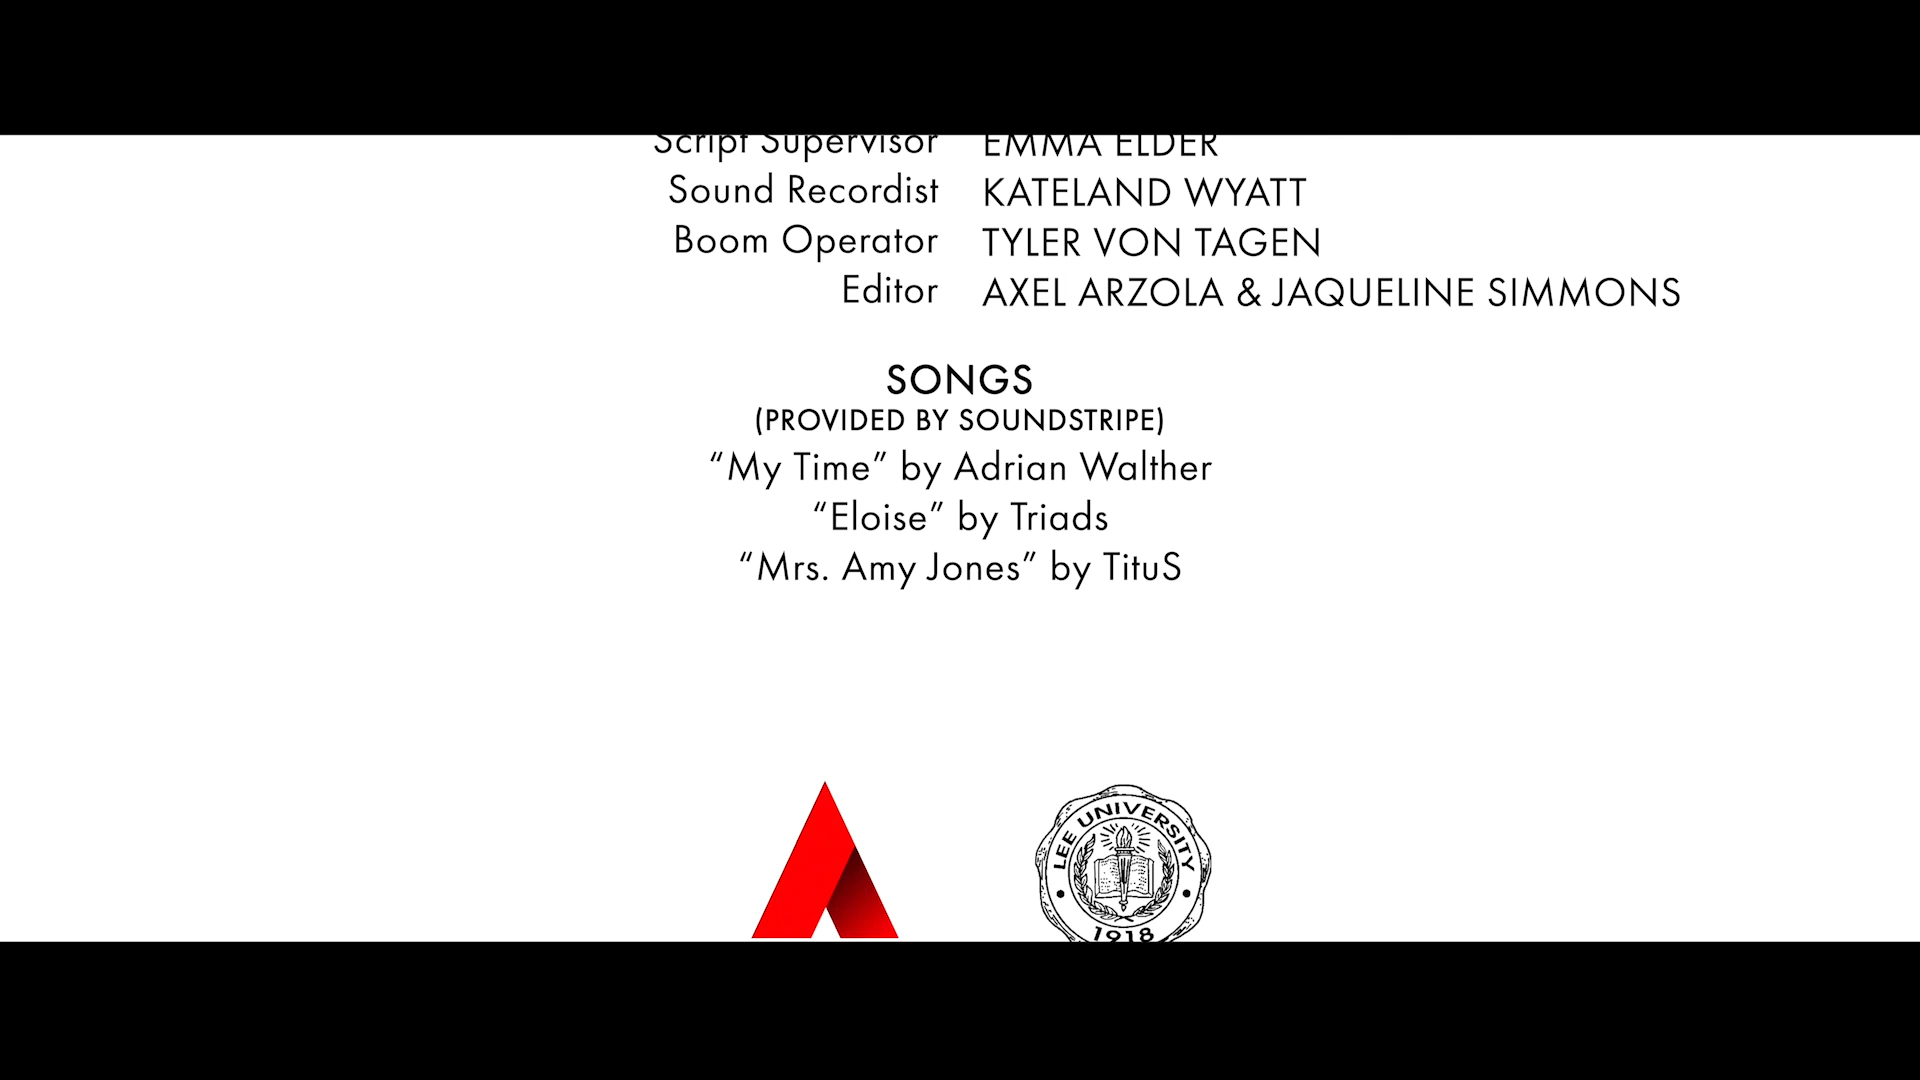 Script Supervisor EMMA ELDER
Sound Recordist KATELAND WYATT
Boom Operator TYLER VON TAGEN
Editor AXEL ARZOLA & JAQUELINE SIMMONS
SONGS
(PROVIDED BY SOUNDSTRIPE)
“My Time” by Adrian Walther
“Eloise” by Triads
“Mrs. Amy Jones” by TituS
LEE UNIVERSITY
1918